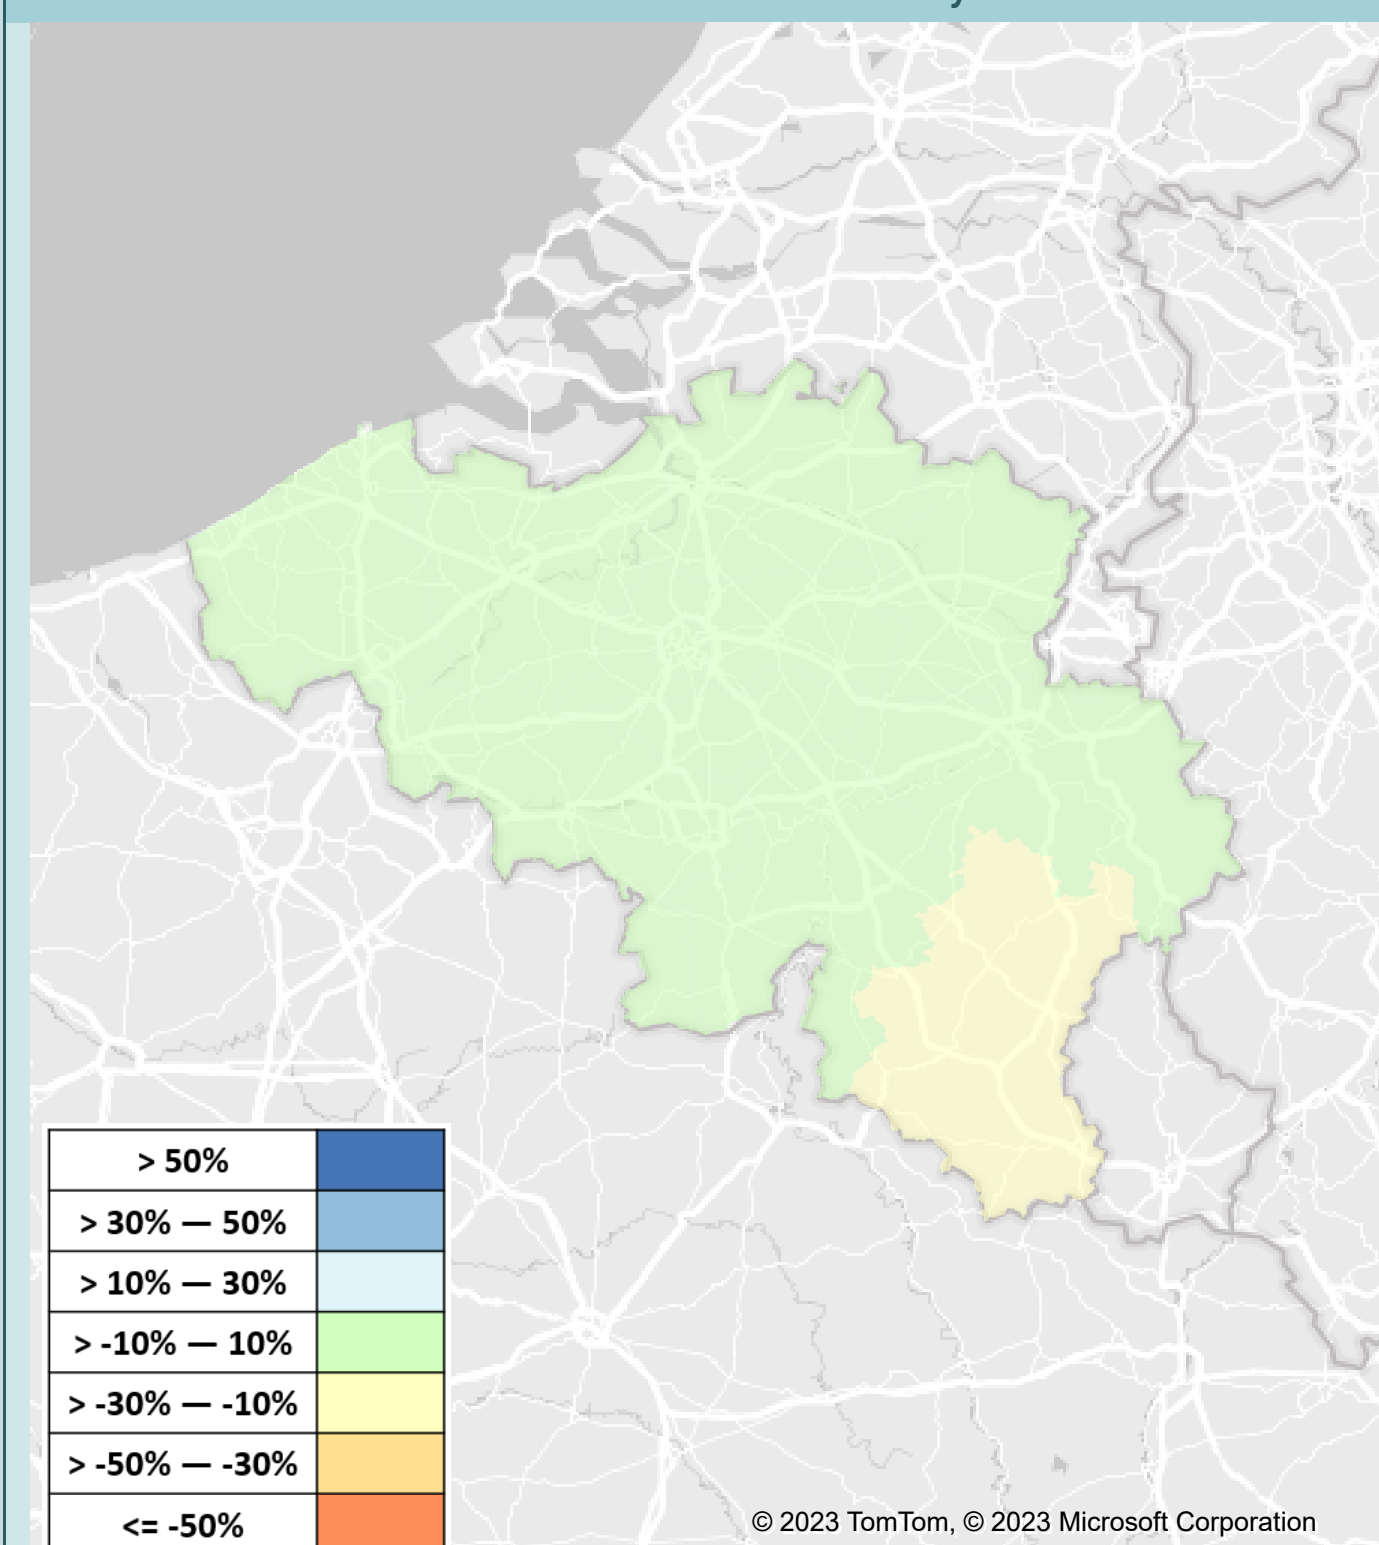 > 50%
> 30% — 50%
> 10% — 30%
> -10% — 10%
> -30% — -10%
> -50% — -30%
<= -50%
© 2023 TomTom, © 2023 Microsoft Corporation